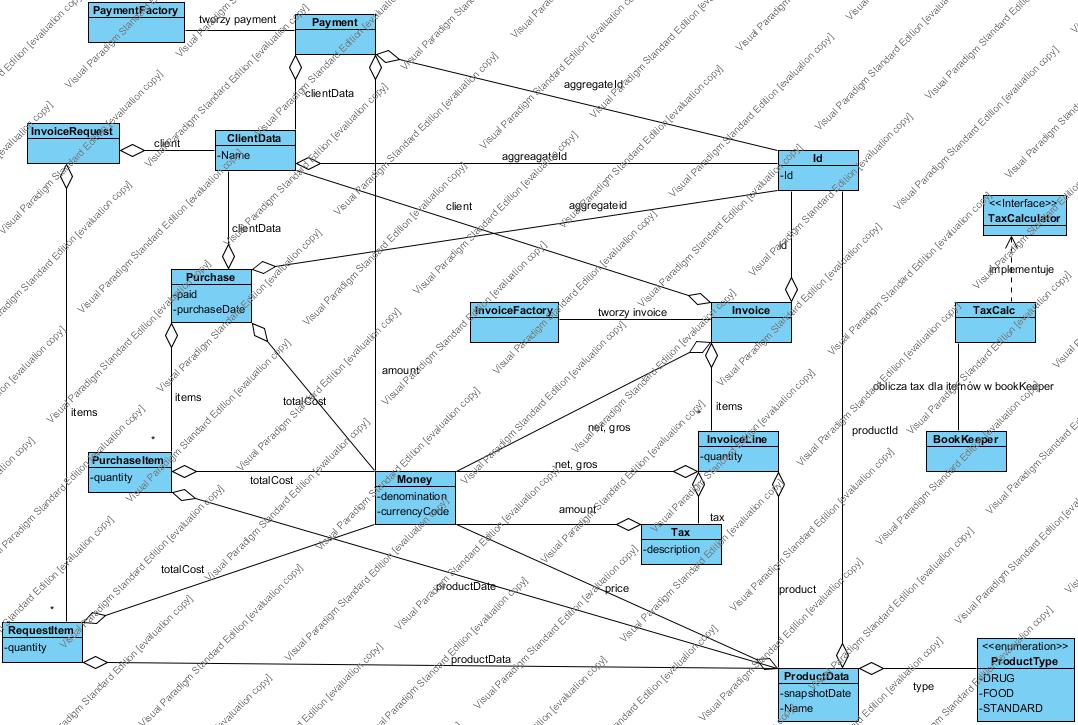 PaymentFactory
tworzy payment
Payment
aggregateId
clientData
InvoiceRequest
client
ClientData
-Name
aggreagateId
Id
-Id
client
aggregateid
clientData
id
<<Interface>>
TaxCalculator
implementuje
Purchase
-paid
-purchaseDate
InvoiceFactory
tworzy invoice
Invoice
TaxCalc
amount
oblicza tax dla itemów w bookKeeper
items
items
totalCost
items
*
net, gros
productId
*
InvoiceLine
-quantity
BookKeeper
PurchaseItem
-quantity
totalCost
net, gros
Money
-denomination
-currencyCode
amount
tax
Tax
-description
totalCost
productDate
price
product
*
RequestItem
-quantity
productData
ProductData
-snapshotDate
-Name
type
<<enumeration>>
ProductType
-DRUG
-FOOD
-STANDARD
Visual Paradigm Standard Edition [evaluation copy]